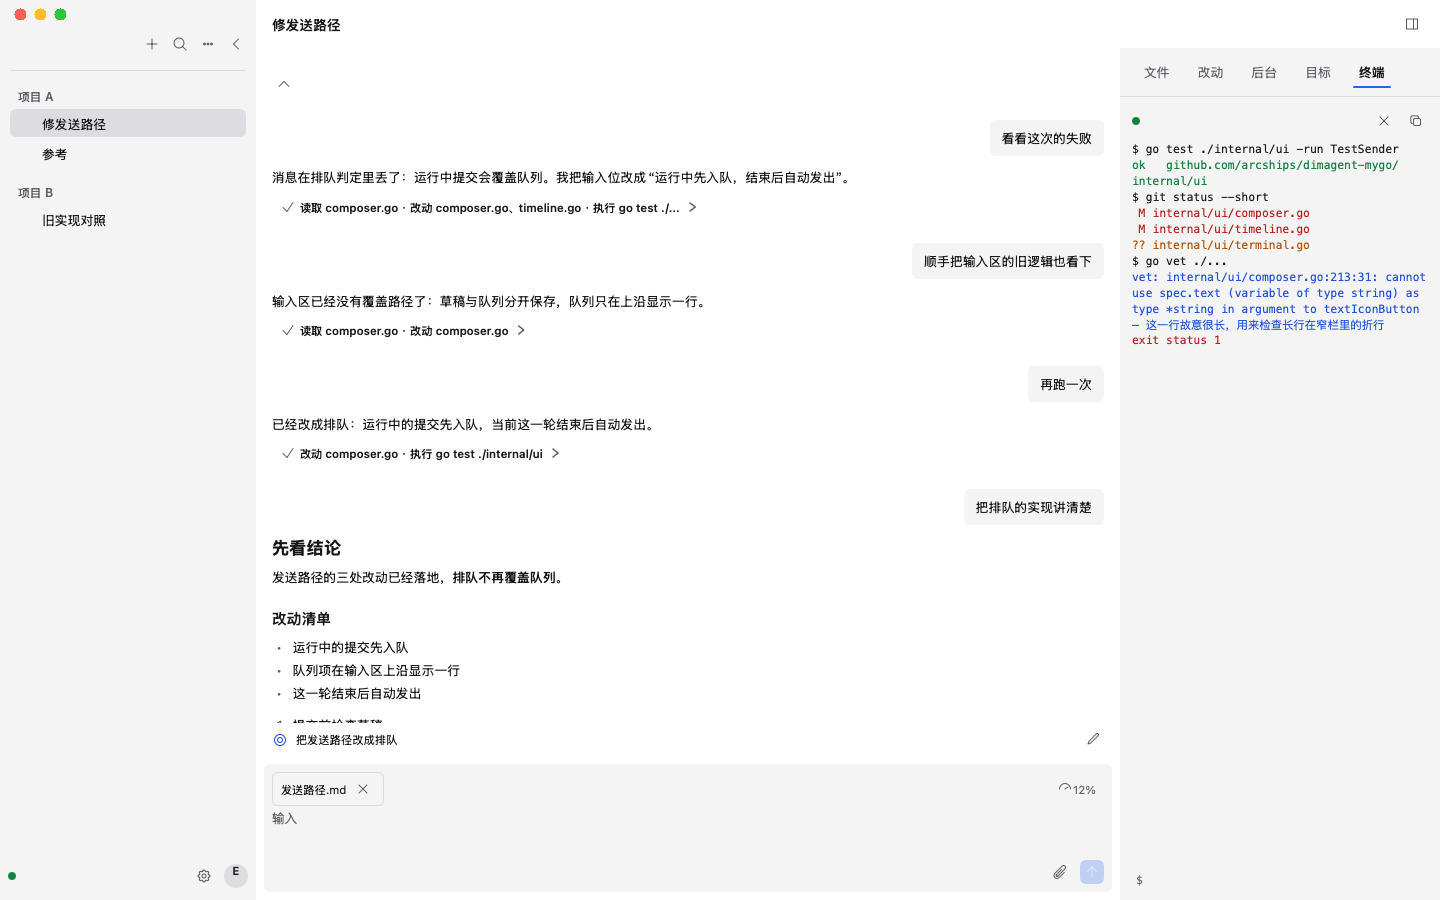 修发送路径
项目 A
修发送路径
参考
项目 B
旧实现对照
E
看看这次的失败
消息在排队判定里丢了：运行中提交会覆盖队列。我把输入位改成“运行中先入队，结束后自动发出”。
读取 composer.go · 改动 composer.go、timeline.go · 执行 go test ./...
顺手把输入区的旧逻辑也看下
输入区已经没有覆盖路径了：草稿与队列分开保存，队列只在上沿显示一行。
读取 composer.go · 改动 composer.go
再跑一次
已经改成排队：运行中的提交先入队，当前这一轮结束后自动发出。
改动 composer.go · 执行 go test ./internal/ui
把排队的实现讲清楚
先看结论
发送路径的三处改动已经落地，排队不再覆盖队列。
改动清单
• 运行中的提交先入队
• 队列项在输入区上沿显示一行
• 这一轮结束后自动发出
把发送路径改成排队
发送路径.md
12%
输入
文件 改动 后台 目标 终端
$ go test ./internal/ui -run TestSender
ok github.com/arcships/dimagent-mygo/
internal/ui
$ git status --short
M internal/ui/composer.go
M internal/ui/timeline.go
?? internal/ui/terminal.go
$ go vet ./...
vet: internal/ui/composer.go:213:31: cannot
use spec.text (variable of type string) as
type *string in argument to textIconButton
— 这一行故意很长，用来检查长行在窄栏里的折行
exit status 1
$